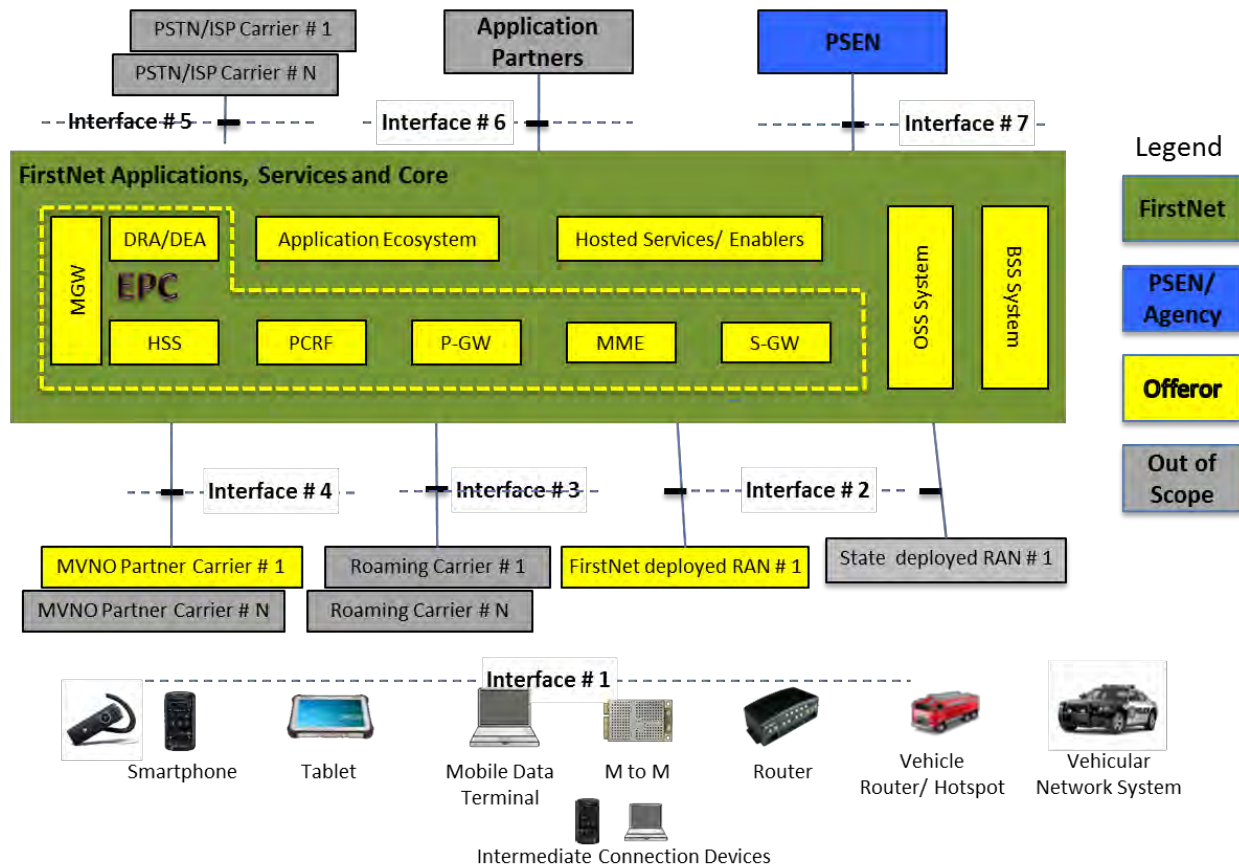 PSTN/ISP Carrier # 1
PSTN/ISP Carrier # N
Application
Partners
PSEN
Interface # 5
Interface # 6
Interface # 7
Legend
FirstNet Applications, Services and Core
FirstNet
MGW
DRA/DEA
Application Ecosystem
Hosted Services/ Enablers
OSS System
BSS System
EPC
HSS
PCRF
P-GW
MME
S-GW
PSEN/
Agency
Offeror
Out of
Scope
Interface # 4
Interface # 3
Interface # 2
MVNO Partner Carrier # 1
MVNO Partner Carrier # N
Roaming Carrier # 1
Roaming Carrier # N
FirstNet deployed RAN # 1
State deployed RAN # 1
Interface # 1
Smartphone
Tablet
Mobile Data
Terminal
M to M
Router
Vehicle
Router/ Hotspot
Vehicular
Network System
Intermediate Connection Devices